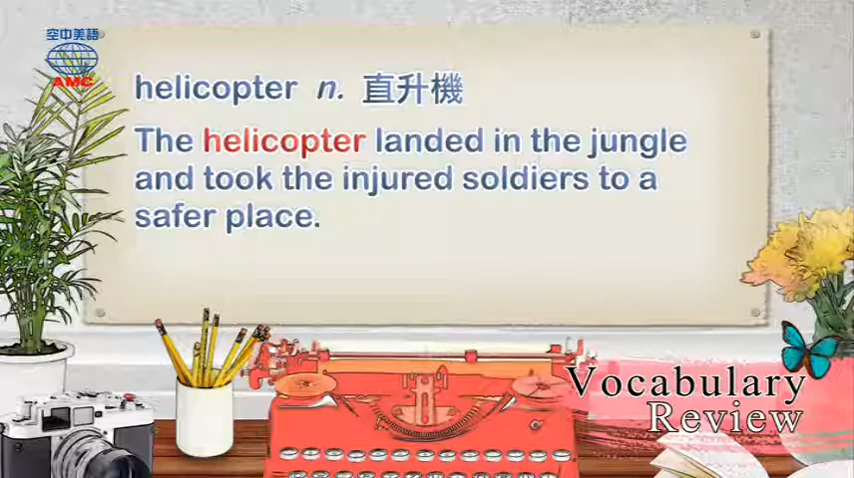 空中美語
AMC
helicopter n. 直升機
The helicopter landed in the jungle
and took the injured soldiers to a
safer place.
Vocabulary
Review